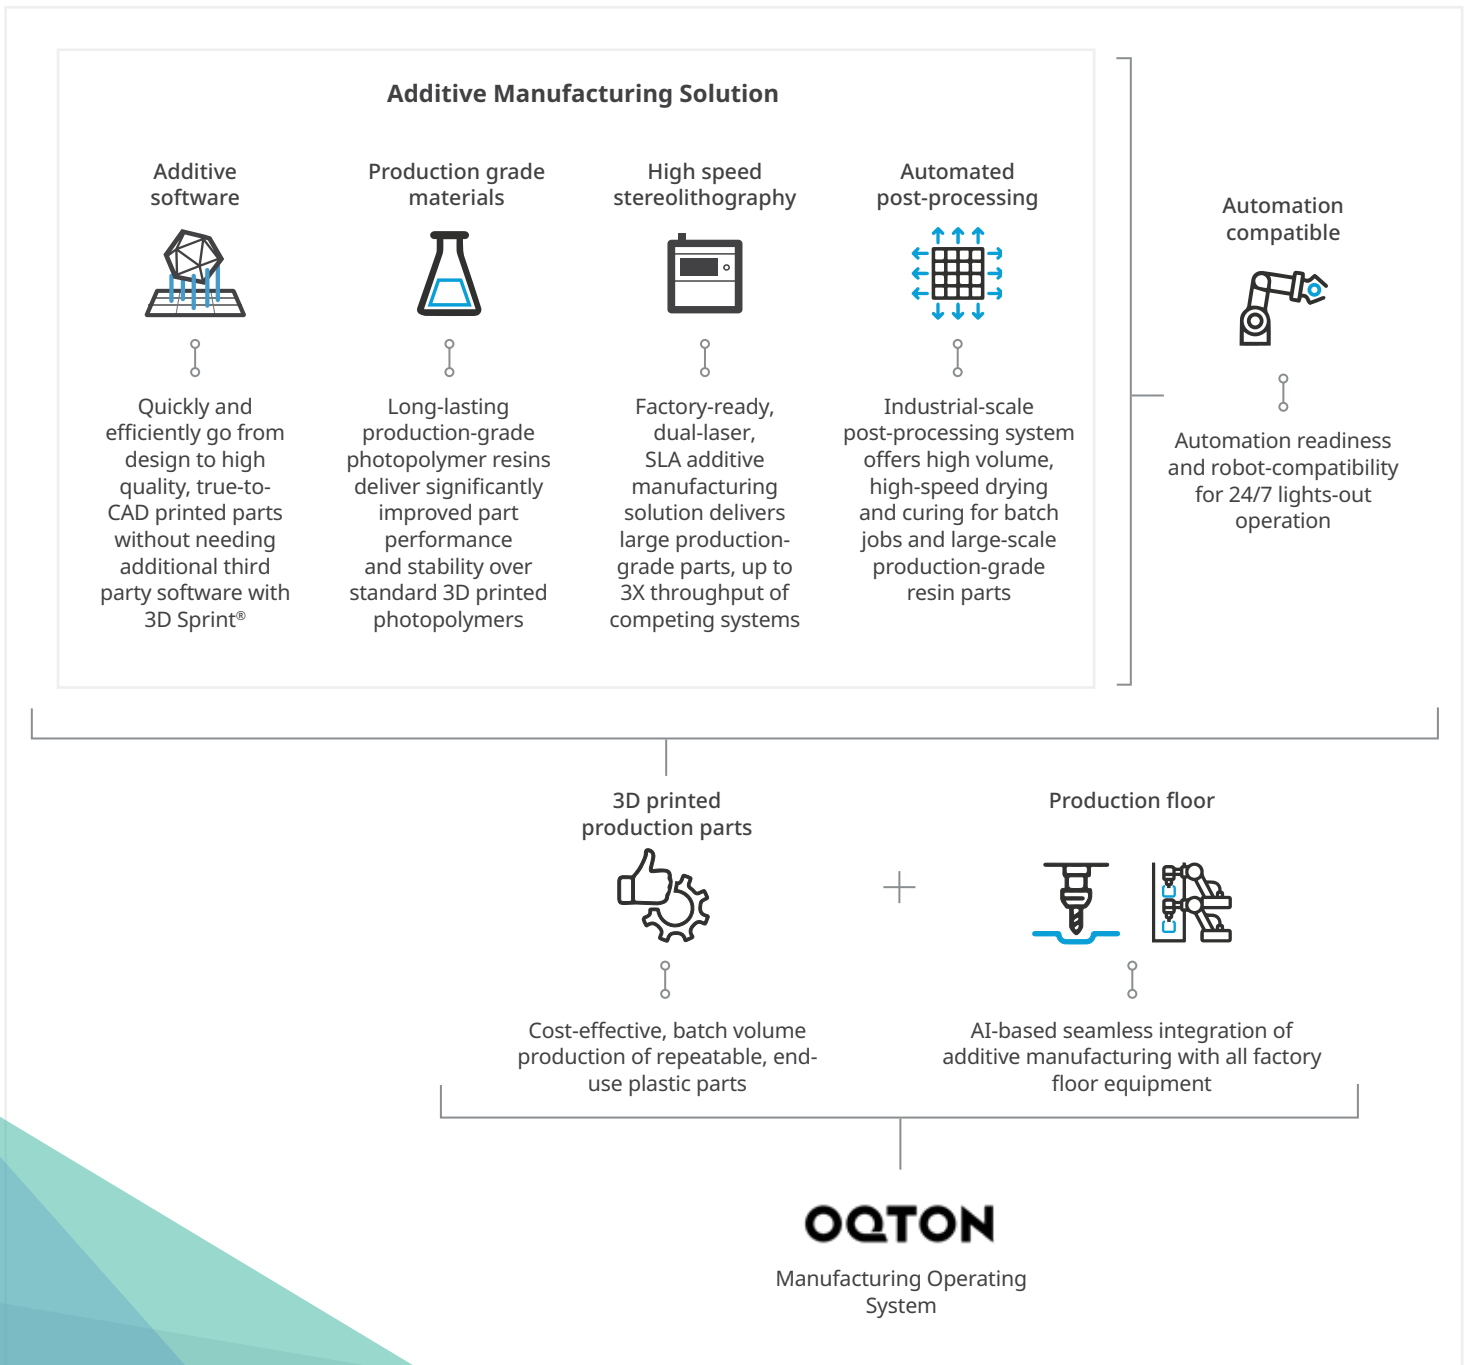 Additive Manufacturing Solution
Additive
software
Quickly and
efficiently go from
design to high
quality, true-to-
CAD printed parts
without needing
additional third
party software with
3D Sprint®
Production grade
materials
Long-lasting
production-grade
photopolymer resins
deliver significantly
improved part
performance
and stability over
standard 3D printed
photopolymers
High speed
stereolithography
Factory-ready,
dual-laser,
SLA additive
manufacturing
solution delivers
large production-
grade parts, up to
3X throughput of
competing systems
Automated
post-processing
Industrial-scale
post-processing system
offers high volume,
high-speed drying
and curing for batch
jobs and large-scale
production-grade
resin parts
Automation
compatible
Automation readiness
and robot-compatibility
for 24/7 lights-out
operation
3D printed
production parts
Cost-effective, batch volume
production of repeatable, end-
use plastic parts
Production floor
AI-based seamless integration of
additive manufacturing with all factory
floor equipment
OQTON
Manufacturing Operating
System